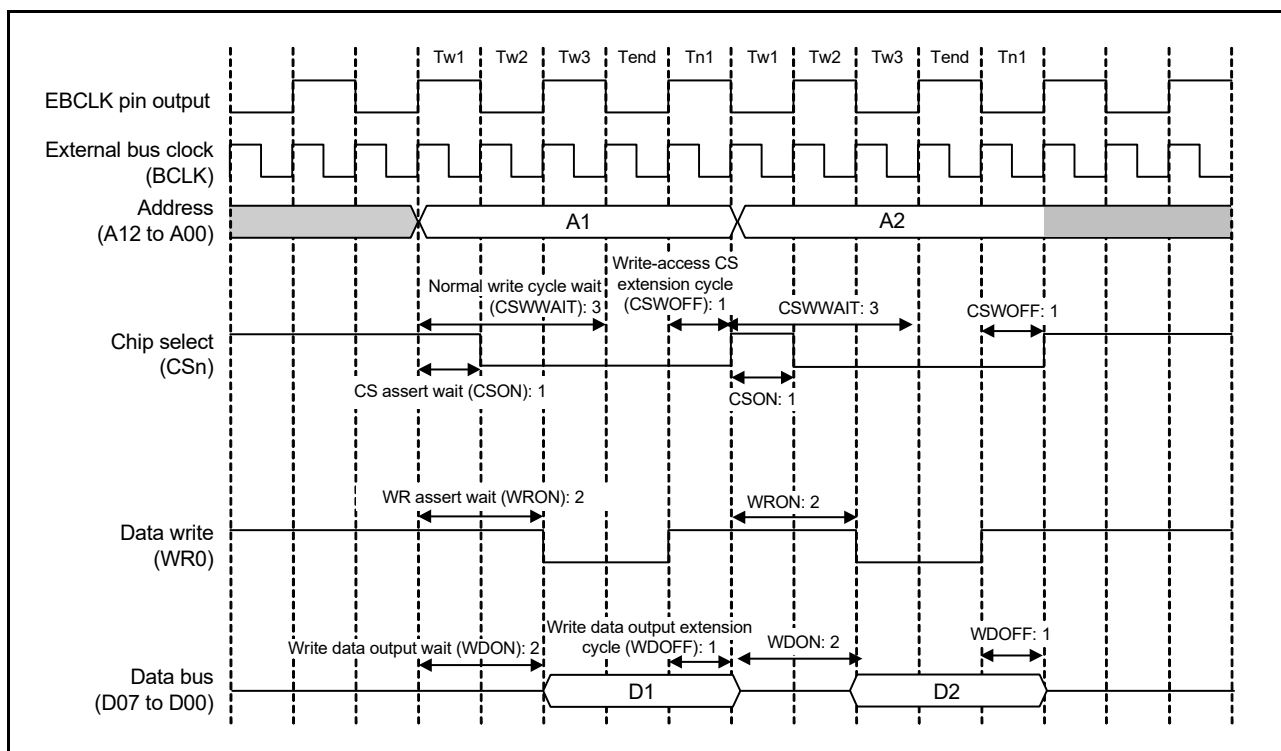 Tw1 Tw2 Tw3 Tend Tn1 Tw1 Tw2 Tw3 Tend Tn1
EBCLK pin output
External bus clock
(BCLK)
Address
(A12 to A00)
A1
A2
Normal write cycle wait
(CSWWAIT): 3
Write-access CS
extension cycle
(CSWOFF): 1
CSWWAIT: 3
CSWOFF: 1
Chip select
(CSn)
CS assert wait (CSON): 1
CSON: 1
WR assert wait (WRON): 2
WRON: 2
Data write
(WR0)
Write data output wait (WDON): 2
Write data output extension
cycle (WDOFF): 1
WDON: 2
WDOFF: 1
Data bus
(D07 to D00)
D1
D2